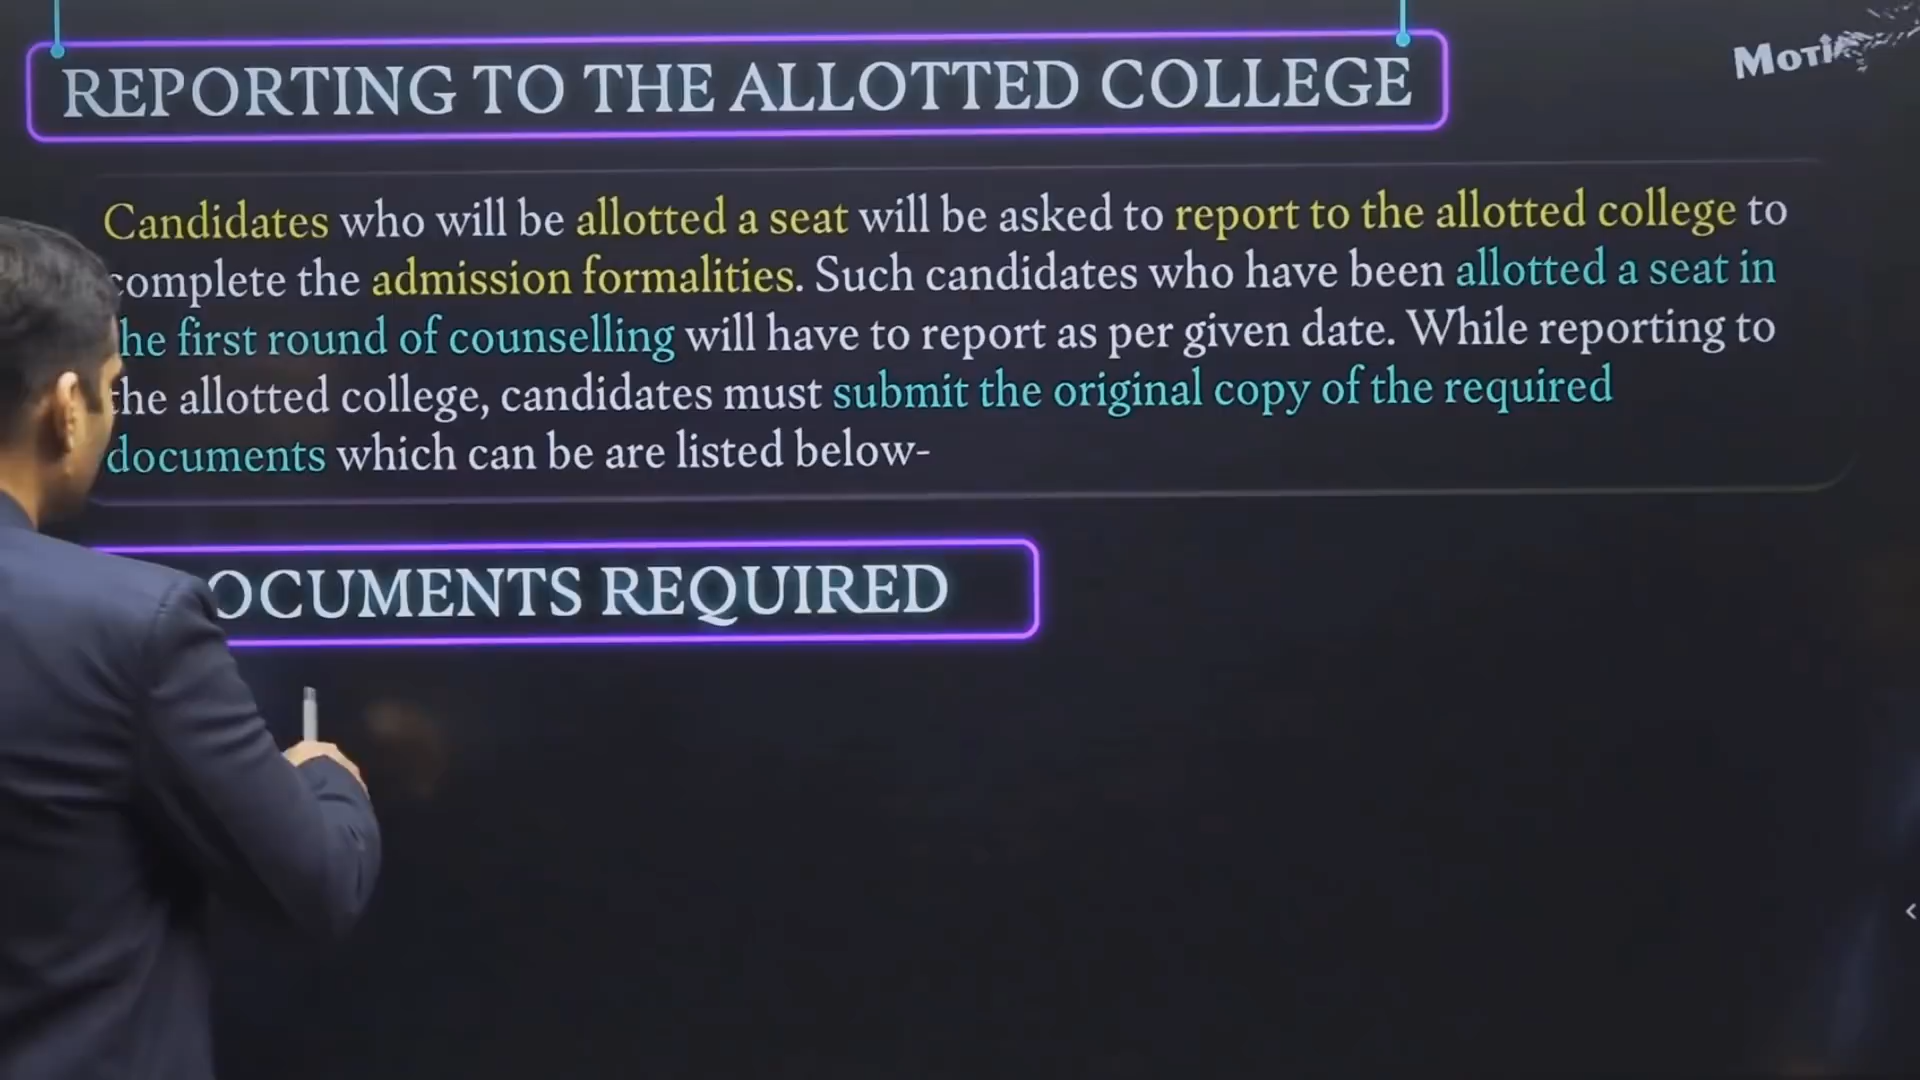 REPORTING TO THE ALLOTTED COLLEGE
Candidates who will be allotted a seat will be asked to report to the allotted college to
complete the admission formalities. Such candidates who have been allotted a seat in
the first round of counselling will have to report as per given date. While reporting to
the allotted college, candidates must submit the original copy of the required
documents which can be are listed below-
DOCUMENTS REQUIRED